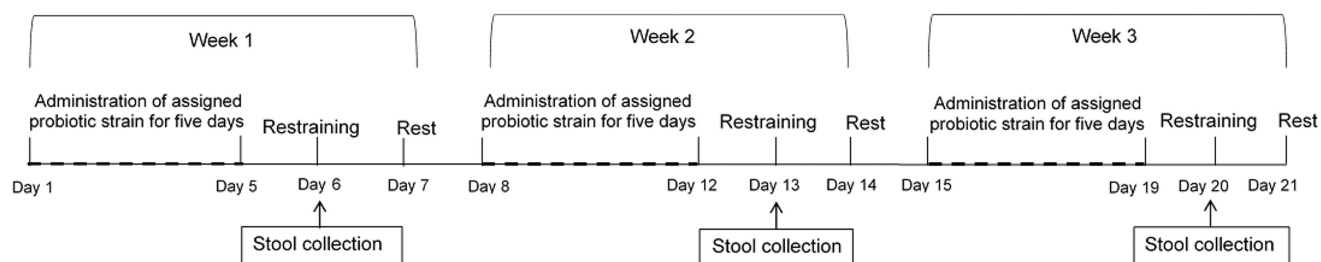 Week 1
Week 2
Week 3
Administration of assigned
probiotic strain for five days
Restraining
Rest
Administration of assigned
probiotic strain for five days
Restraining
Rest
Administration of assigned
probiotic strain for five days
Restraining
Rest
Day 1
Day 5
Day 6
Day 7
Day 8
Day 12
Day 13
Day 14
Day 15
Day 19
Day 20
Day 21
Stool collection
Stool collection
Stool collection